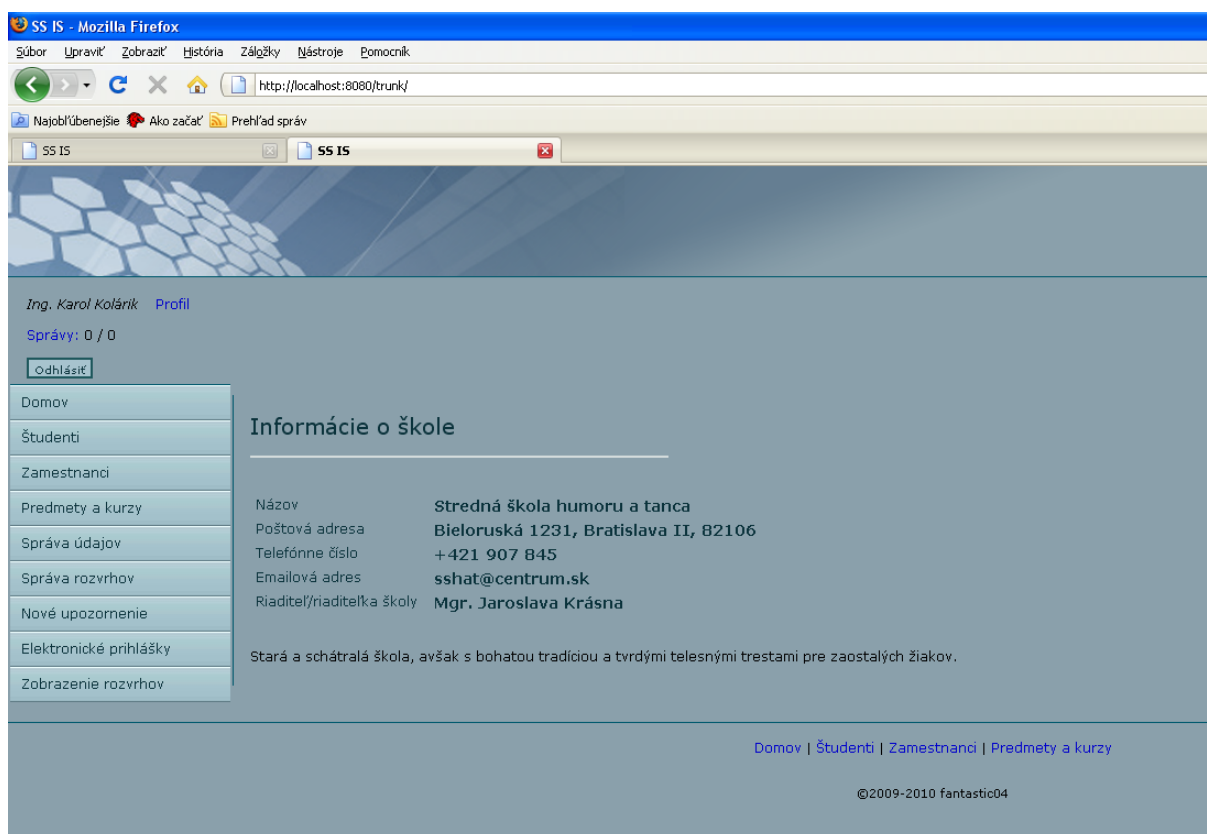 SS IS - Mozilla Firefox
Súbor Upraviť Zobraziť História Záložky Nástroje Pomocník
http://localhost:8080/trunk/
Najobľúbenejšie Ako začať Prehľad správ
SS IS SS IS
Ing. Karol Kolárik Profil
Správy: 0 / 0
Odhlásiť
Domov
Študenti
Zamestnanci
Predmety a kurzy
Správa údajov
Správa rozvrhov
Nové upozornenie
Elektronické prihlášky
Zobrazenie rozvrhov
Informácie o škole
Názov Stredná škola humoru a tanca
Poštová adresa Bieloruská 1231, Bratislava II, 82106
Telefónne číslo +421 907 845
Emailová adres sshat@centrum.sk
Riaditeľ/riaditeľka školy Mgr. Jaroslava Krásna
Stará a schátralá škola, avšak s bohatou tradíciou a tvrdými telesnými trestami pre zaostalých žiakov.
Domov | Študenti | Zamestnanci | Predmety a kurzy
©2009-2010 fantastic04